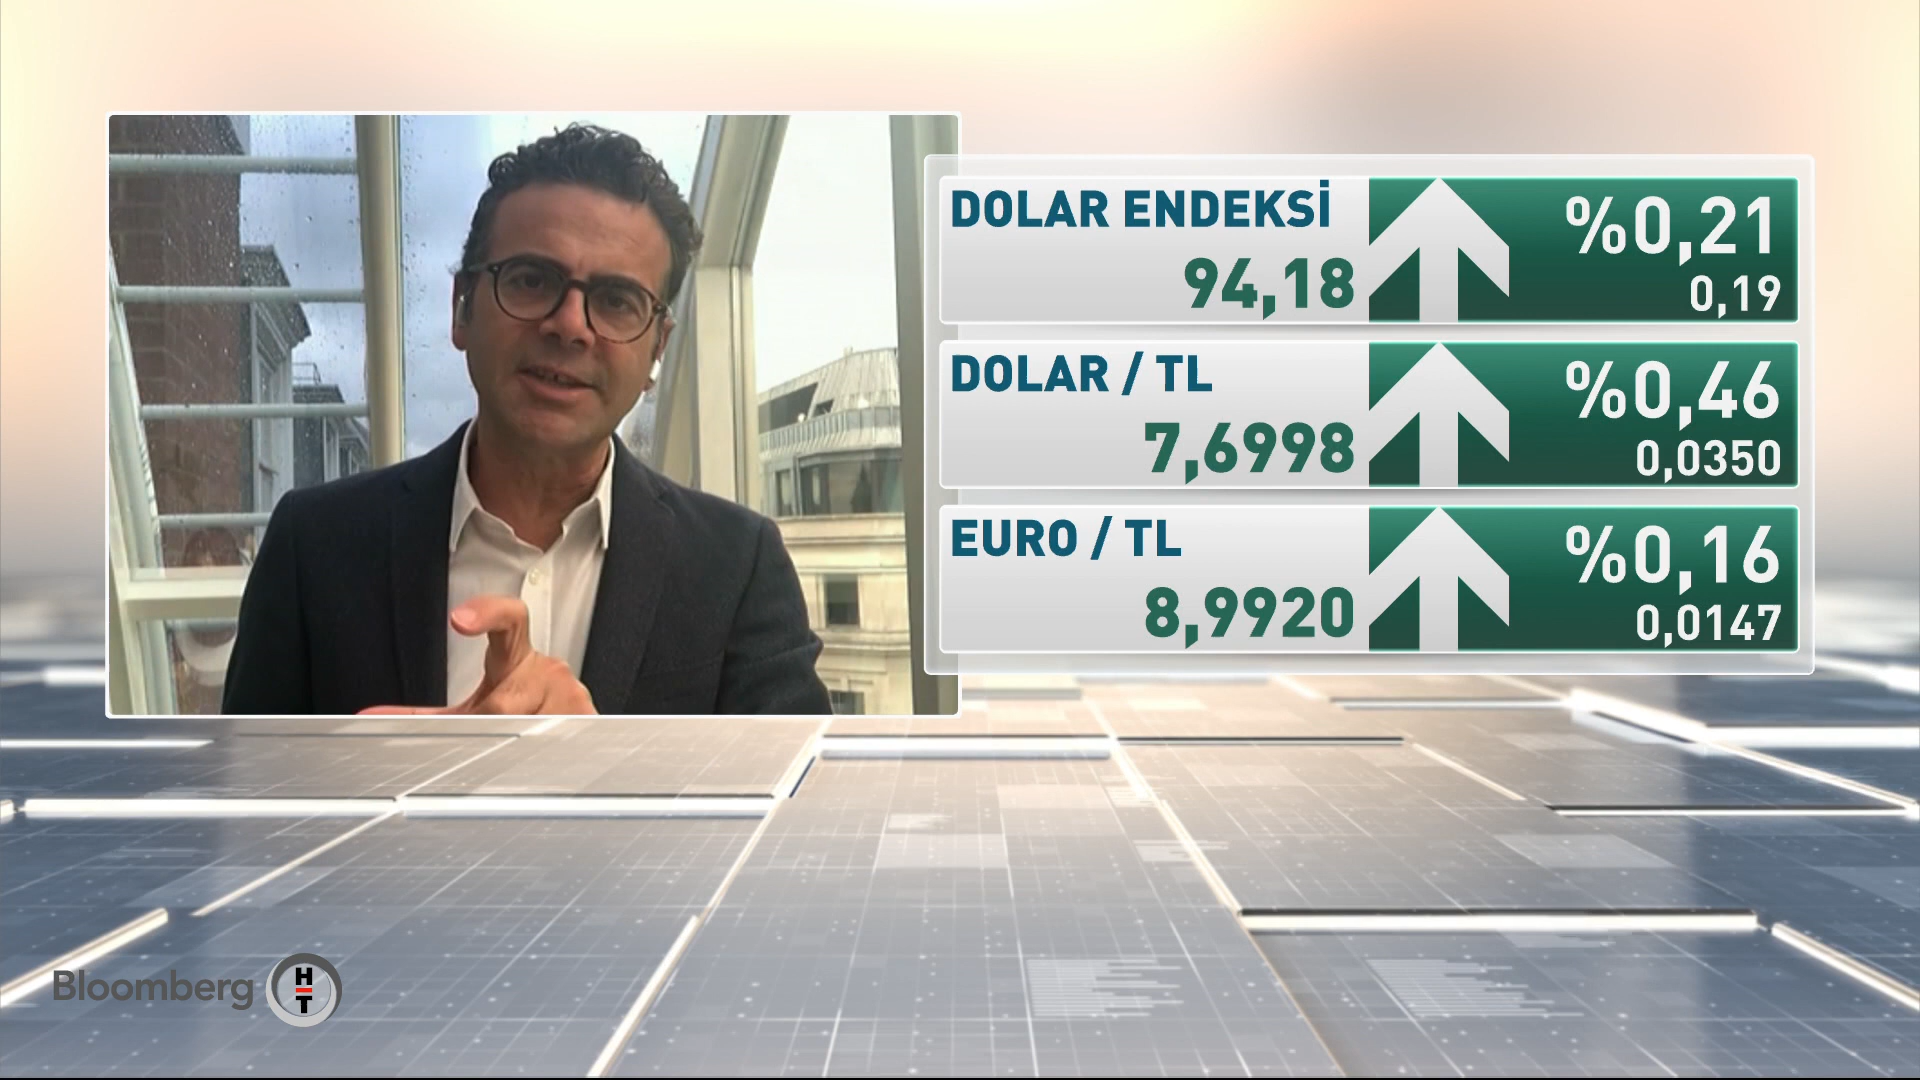 DOLAR ENDEKSİ
94,18
%0,21
0,19
DOLAR / TL
7,6998
%0,46
0,0350
EURO / TL
8,9920
%0,16
0,0147
Bloomberg HT